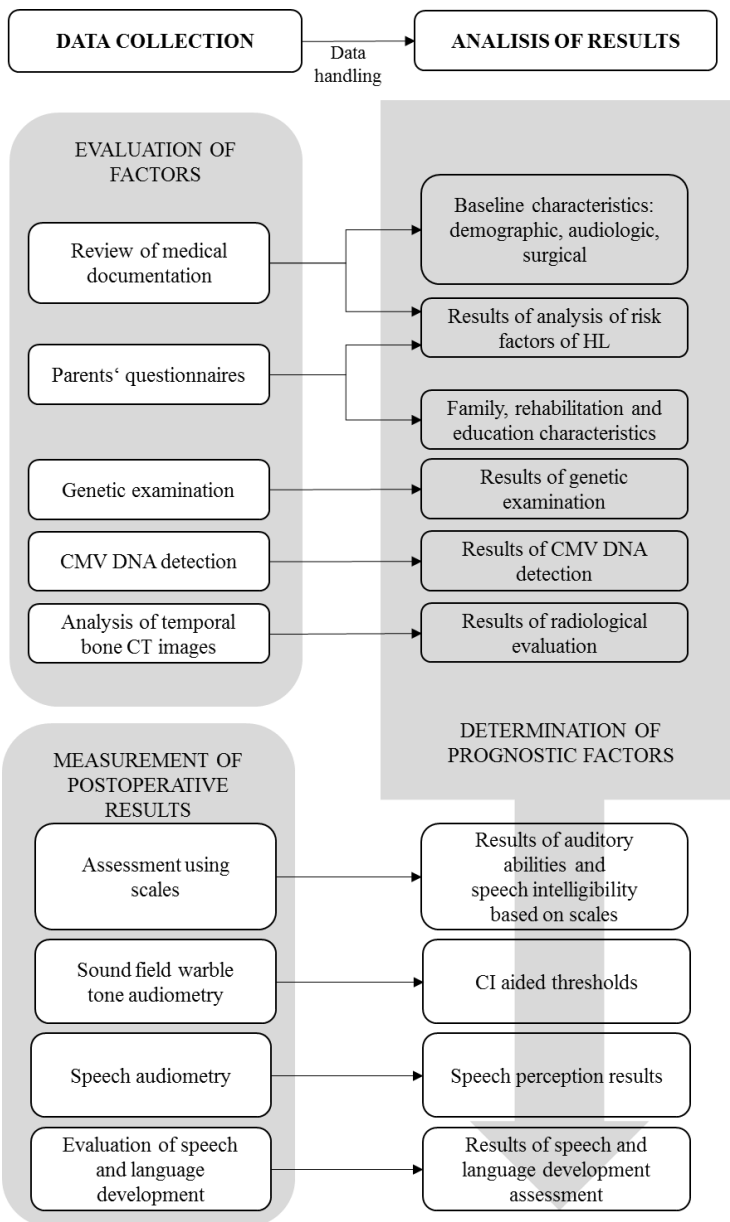 DATA COLLECTION
Data
handling
ANALISIS OF RESULTS
EVALUATION OF
FACTORS
Review of medical
documentation
Parents‘ questionnaires
Genetic examination
CMV DNA detection
Analysis of temporal
bone CT images
Baseline characteristics:
demographic, audiologic,
surgical
Results of analysis of risk
factors of HL
Family, rehabilitation and
education characteristics
Results of genetic
examination
Results of CMV DNA
detection
Results of radiological
evaluation
DETERMINATION OF
PROGNOSTIC FACTORS
MEASUREMENT OF
POSTOPERATIVE
RESULTS
Assessment using
scales
Sound field warble
tone audiometry
Speech audiometry
Evaluation of speech
and language
development
Results of auditory
abilities and
speech intelligibility
based on scales
CI aided thresholds
Speech perception results
Results of speech and
language development
assessment